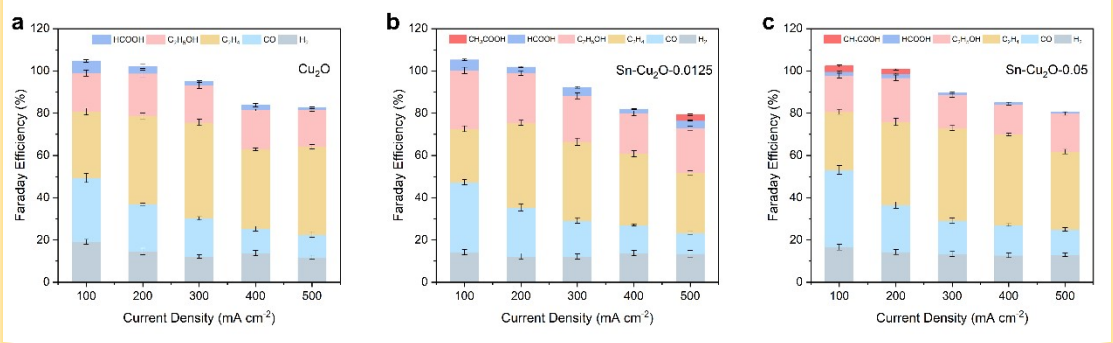 a
HCOOH C₂H₅OH C₂H₄ CO H₂
Cu₂O
Faraday Efficiency (%)
120
100
80
60
40
20
0
100 200 300 400 500
Current Density (mA cm⁻²)
b
CH₃COOH HCOOH C₂H₅OH C₂H₄ CO H₂
Sn-Cu₂O-0.0125
Faraday Efficiency (%)
120
100
80
60
40
20
0
100 200 300 400 500
Current Density (mA cm⁻²)
c
CH₃COOH HCOOH C₂H₅OH C₂H₄ CO H₂
Sn-Cu₂O-0.05
Faraday Efficiency (%)
120
100
80
60
40
20
0
100 200 300 400 500
Current Density (mA cm⁻²)